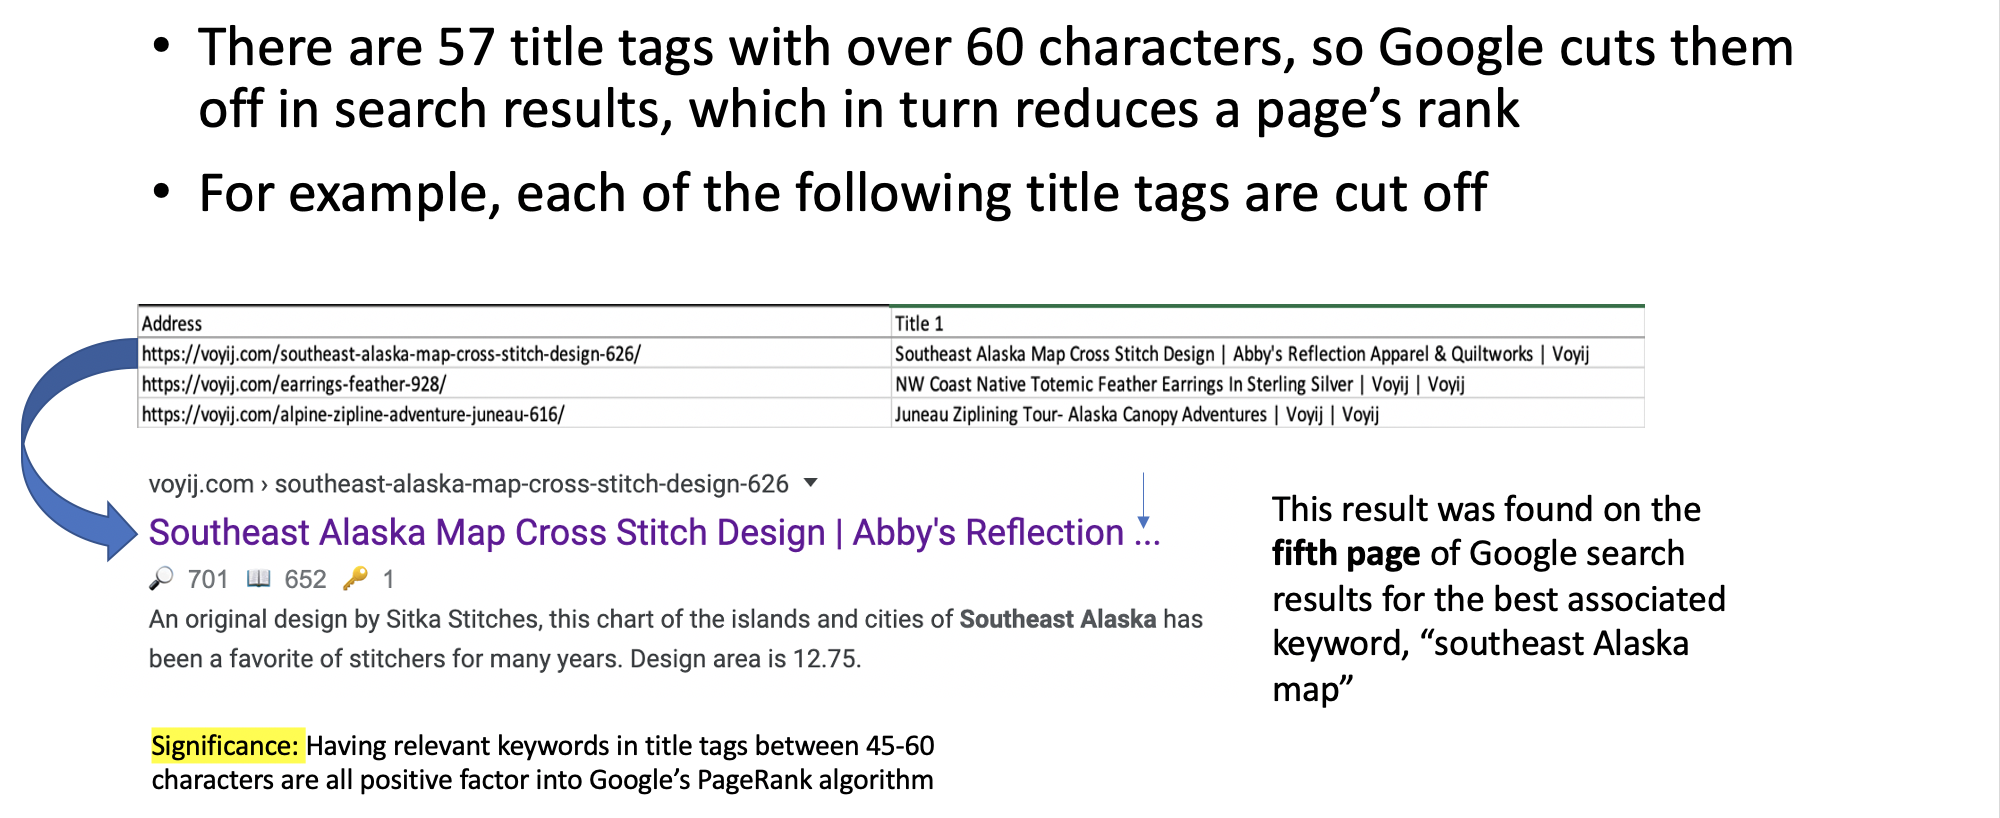 • There are 57 title tags with over 60 characters, so Google cuts them
off in search results, which in turn reduces a page’s rank
• For example, each of the following title tags are cut off
Address Title 1
https://voyij.com/southeast-alaska-map-cross-stitch-design-626/ Southeast Alaska Map Cross Stitch Design | Abby's Reflection Apparel & Quiltworks | Voyij
https://voyij.com/earrings-feather-928/ NW Coast Native Totemic Feather Earrings In Sterling Silver | Voyij | Voyij
https://voyij.com/alpine-zipline-adventure-juneau-616/ Juneau Ziplining Tour- Alaska Canopy Adventures | Voyij | Voyij
voyij.com › southeast-alaska-map-cross-stitch-design-626
Southeast Alaska Map Cross Stitch Design | Abby's Reflection ...
701 652 1
An original design by Sitka Stitches, this chart of the islands and cities of Southeast Alaska has
been a favorite of stitchers for many years. Design area is 12.75.
This result was found on the
fifth page of Google search
results for the best associated
keyword, “southeast Alaska
map”
Significance: Having relevant keywords in title tags between 45-60
characters are all positive factor into Google’s PageRank algorithm